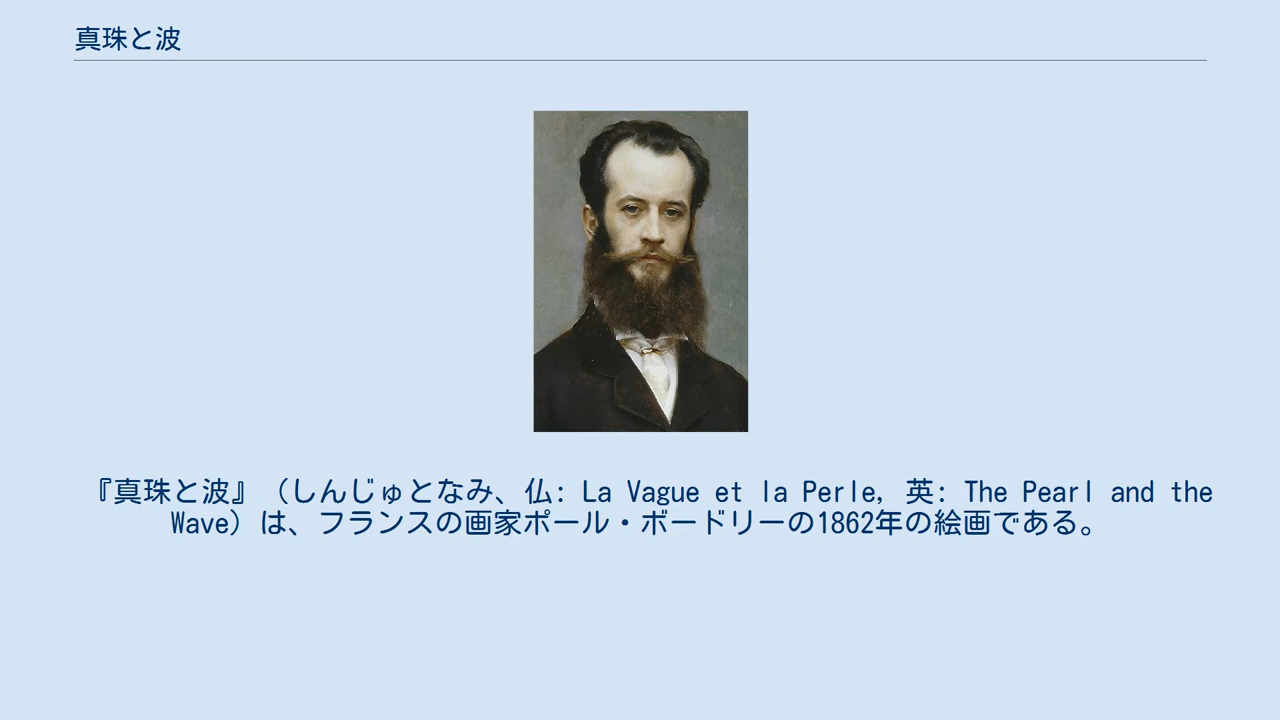 真珠と波
『真珠と波』（しんじゅとなみ、仏: La Vague et la Perle, 英: The Pearl and the
Wave）は、フランスの画家ポール・ボードリーの1862年の絵画である。